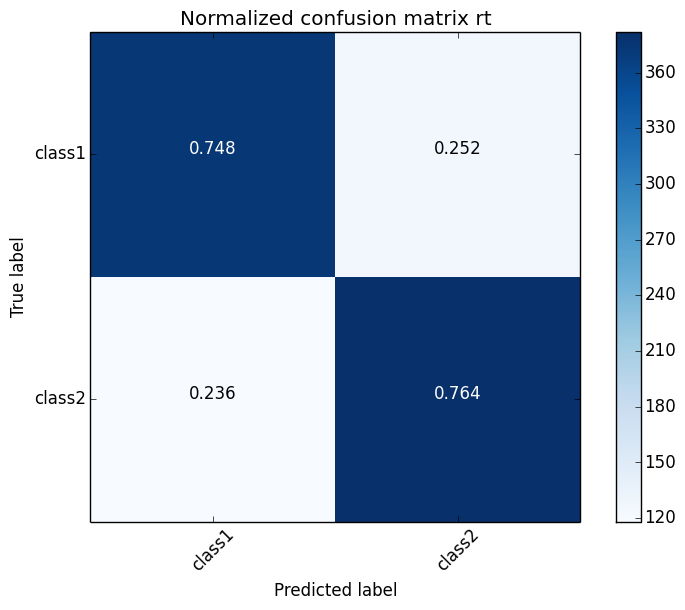 Normalized confusion matrix rt
True label
class1
0.748
0.252
class2
0.236
0.764
class1
class2
Predicted label
360
330
300
270
240
210
180
150
120